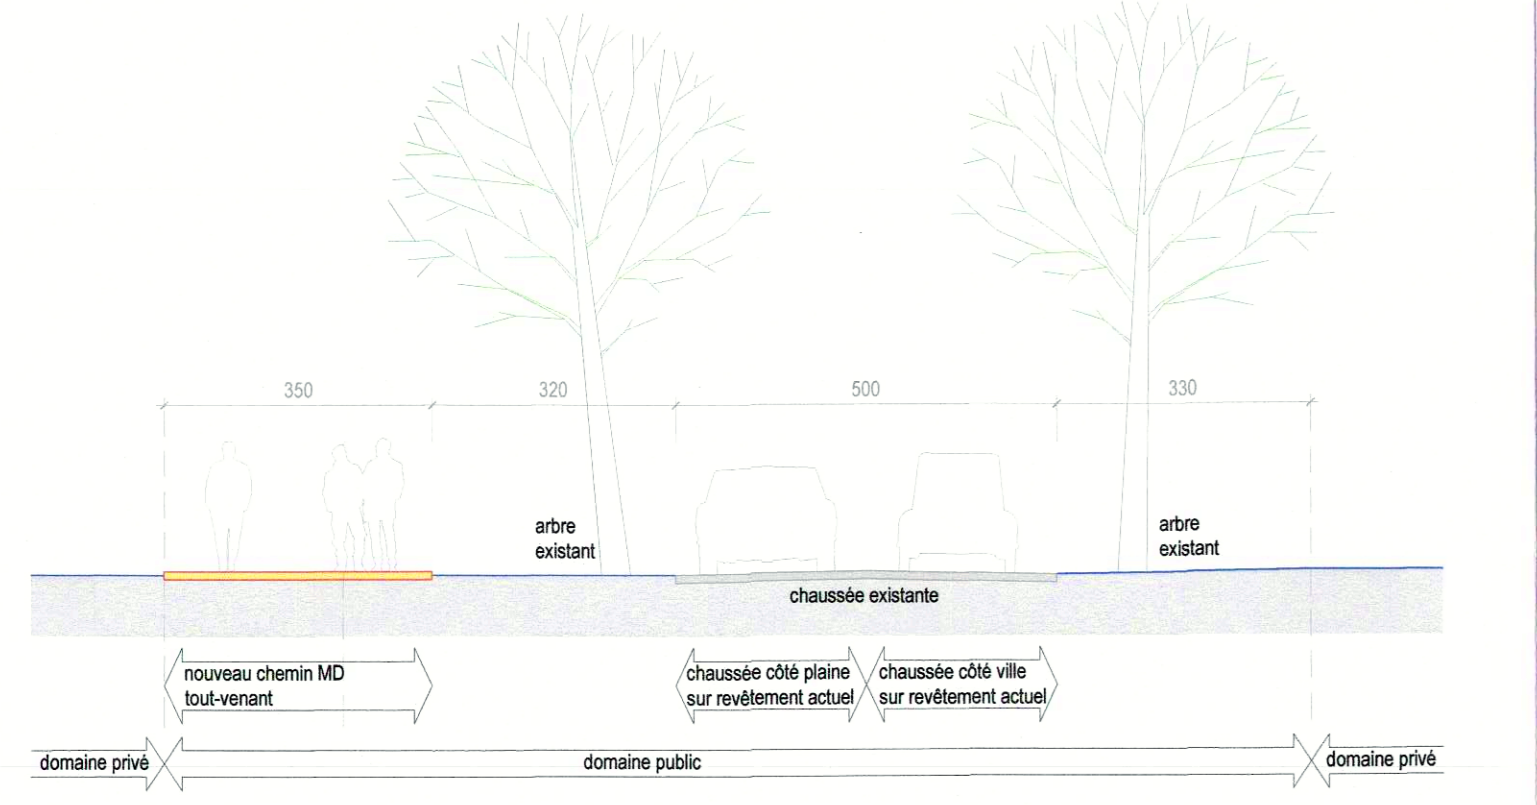 350
320
500
330
arbre
existant
arbre
existant
chaussée existante
nouveau chemin MD
tout-venant
chaussée côté plaine
sur revêtement actuel
chaussée côté ville
sur revêtement actuel
domaine privé
domaine public
domaine privé